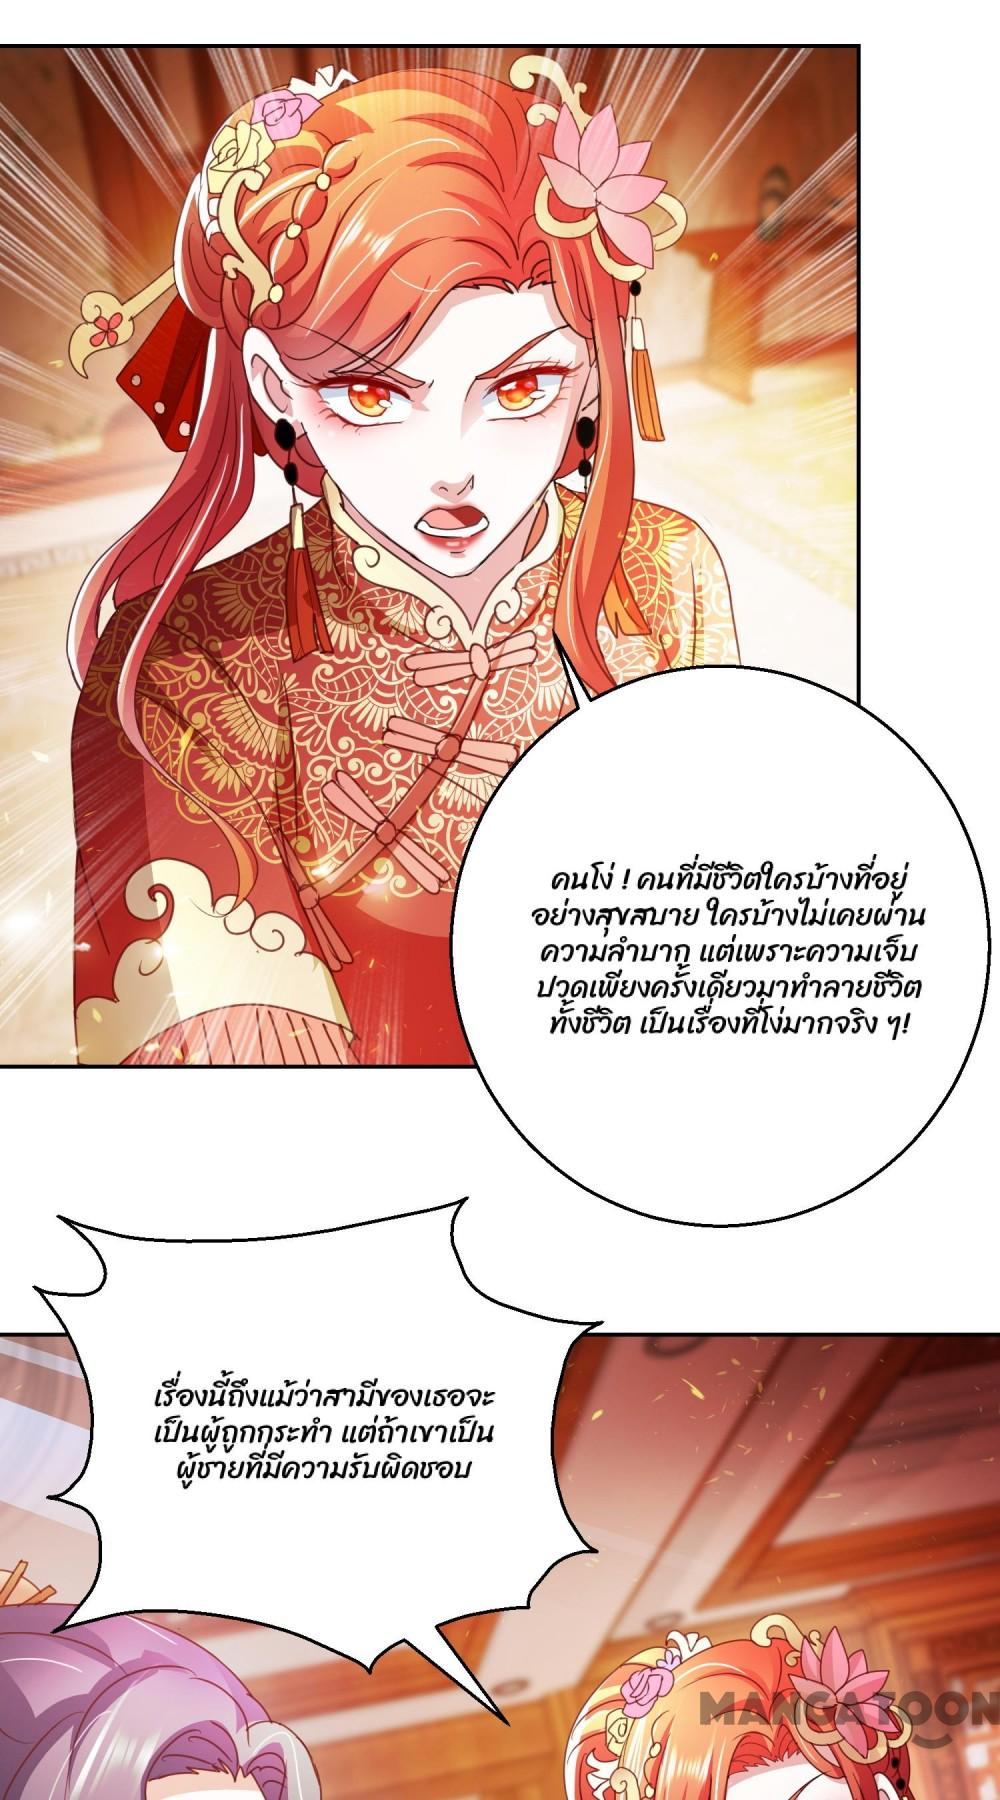 คนโง่ ! คนที่มีชีวิตใครบ้างที่อยู่
อย่างสุขสบาย ใครบ้างไม่เคยผ่าน
ความลำบาก แต่เพราะความเจ็บ
ปวดเพียงครั้งเดียวมาทำลายชีวิต
ทั้งชีวิต เป็นเรื่องที่โง่มากจริง ๆ!
เรื่องนี้ถึงแม้ว่าสามีของเธอจะ
เป็นผู้ถูกกระทำ แต่ถ้าเขาเป็น
ผู้ชายที่มีความรับผิดชอบ
MANGATOON